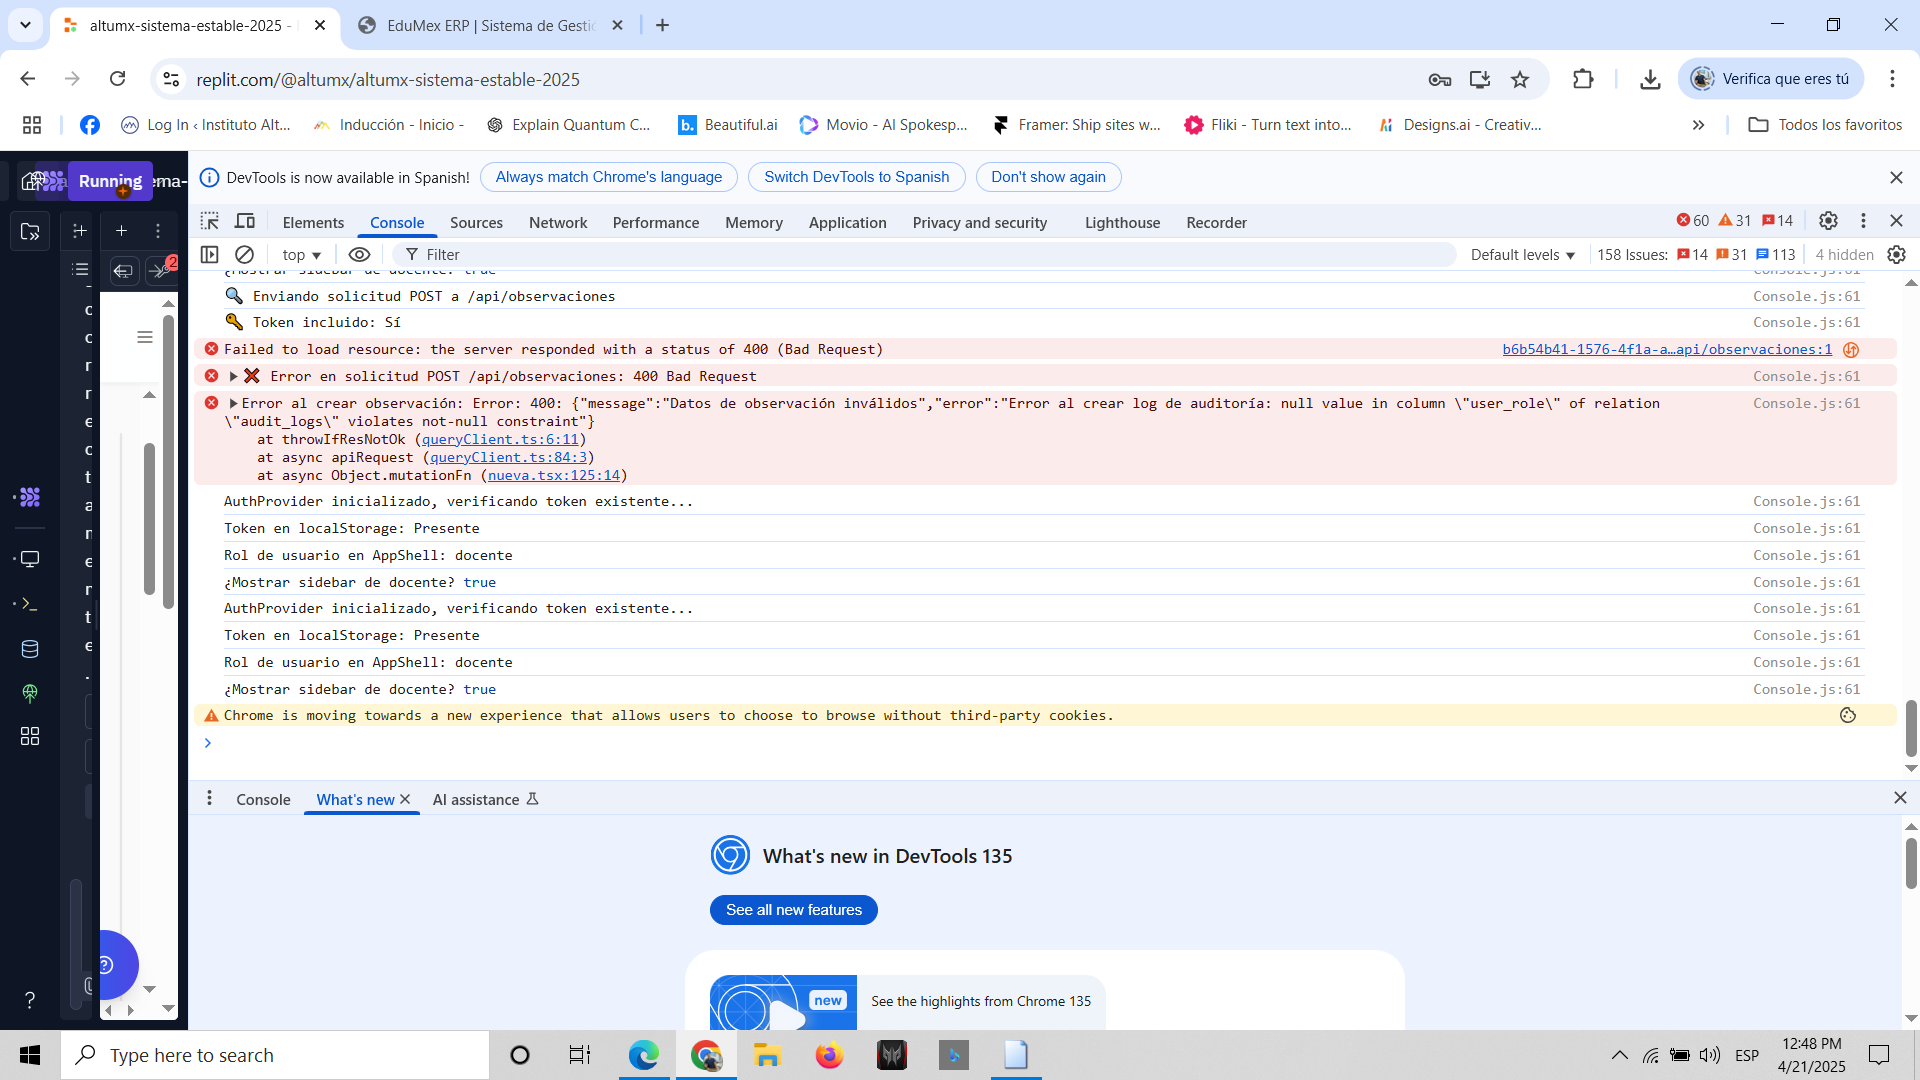 altumx-sistema-estable-2025 -
EduMex ERP | Sistema de Gestic
replit.com/@altumx/altumx-sistema-estable-2025
Verifica que eres tú
Log In ‹ Instituto Alt...
Inducción - Inicio -
Explain Quantum C...
Beautiful.ai
Movio - AI Spokesp...
Framer: Ship sites w...
Fliki - Turn text into...
Designs.ai - Creativ...
»
Todos los favoritos
Running
ema-
DevTools is now available in Spanish!
Always match Chrome's language
Switch DevTools to Spanish
Don't show again
Elements
Console
Sources
Network
Performance
Memory
Application
Privacy and security
Lighthouse
Recorder
60
31
14
top
Filter
Default levels
158 Issues:
14
31
113
4 hidden
2
¿Mostrar sidebar de docente? true Console.js:61
Enviando solicitud POST a /api/observaciones Console.js:61
Token incluido: Sí Console.js:61
Failed to load resource: the server responded with a status of 400 (Bad Request) b6b54b41-1576-4f1a-a…api/observaciones:1
❌ Error en solicitud POST /api/observaciones: 400 Bad Request Console.js:61
Error al crear observación: Error: 400: {"message":"Datos de observación inválidos","error":"Error al crear log de auditoría: null value in column \"user_role\" of relation Console.js:61
\"audit_logs\" violates not-null constraint"}
at throwIfResNotOk (queryClient.ts:6:11)
at async apiRequest (queryClient.ts:84:3)
at async Object.mutationFn (nueva.tsx:125:14)
AuthProvider inicializado, verificando token existente... Console.js:61
Token en localStorage: Presente Console.js:61
Rol de usuario en AppShell: docente Console.js:61
¿Mostrar sidebar de docente? true Console.js:61
AuthProvider inicializado, verificando token existente... Console.js:61
Token en localStorage: Presente Console.js:61
Rol de usuario en AppShell: docente Console.js:61
¿Mostrar sidebar de docente? true Console.js:61
Chrome is moving towards a new experience that allows users to choose to browse without third-party cookies.
Console
What's new
AI assistance
What's new in DevTools 135
See all new features
new
See the highlights from Chrome 135
Type here to search
ESP
12:48 PM
4/21/2025